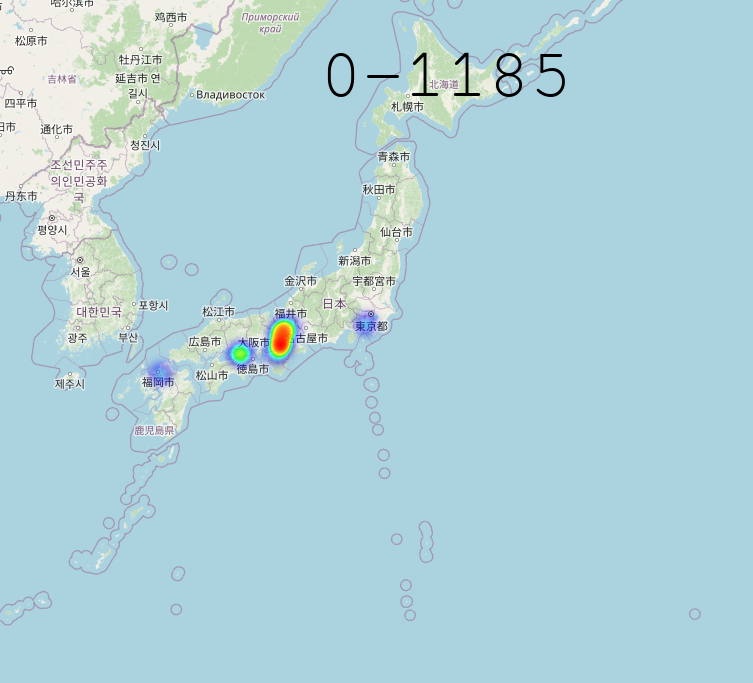 哈尔滨市
鸡西市
Приморский
край
松原市
牡丹江市
吉林省
延吉市 연
길시
四平市
Владивосток
0-1185
北海道
札幌市
通化市
청진시
조선민주주
의인민공화
국
青森市
丹东市
秋田市
평양시
仙台市
新潟市
서울
金沢市
宇都宮市
日本
포항시
松江市
福井市
대한민국
東京都
광주
부산
広島市
大阪市
古屋市
徳島市
松山市
제주시
福岡市
鹿児島県